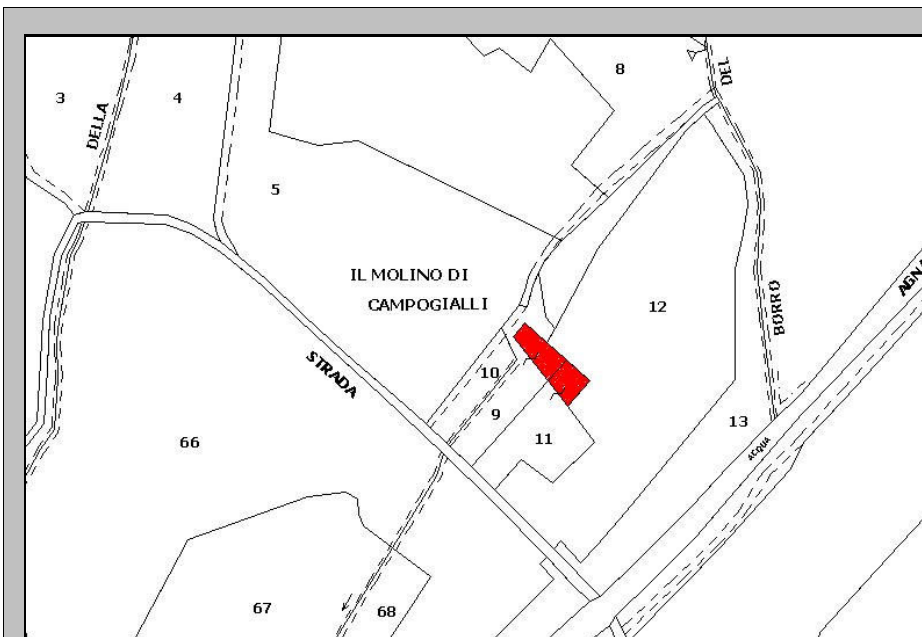 8
DEL
3
4
DELLA
5
IL MOLINO DI
CAMPOGIALLI
12
BORRO
STRADA
10
9
11
13
ACQUA
66
67
68